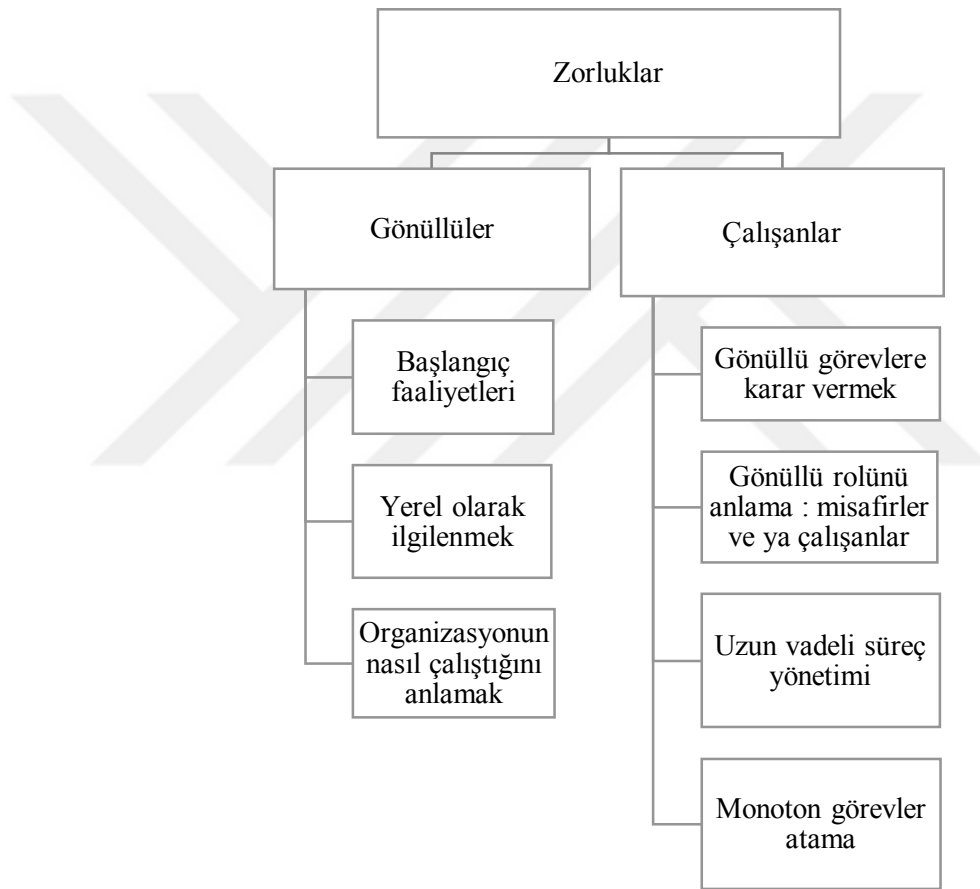 Zorluklar
Gönüllüler
Başlangıç
faaliyetleri
Yerel olarak
ilgilenmek
Organizasyonun
nasıl çalıştığını
anlamak
Çalışanlar
Gönüllü görevlere
karar vermek
Gönüllü rolünü
anlama : misafirler
ve ya çalışanlar
Uzun vadeli süreç
yönetimi
Monoton görevler
atama